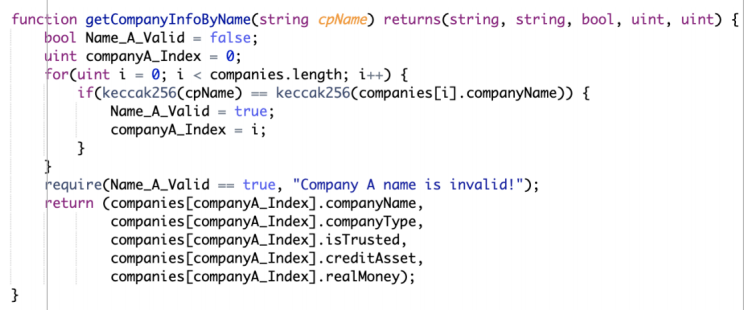 function getCompanyInfoByName(string cpName) returns(string, string, bool, uint, uint) {
    bool Name_A_Valid = false;
    uint companyA_Index = 0;
    for(uint i = 0; i < companies.length; i++) {
        if(keccak256(cpName) == keccak256(companies[i].companyName)) {
            Name_A_Valid = true;
            companyA_Index = i;
        }
    }
    require(Name_A_Valid == true, "Company A name is invalid!");
    return (companies[companyA_Index].companyName,
            companies[companyA_Index].companyType,
            companies[companyA_Index].isTrusted,
            companies[companyA_Index].creditAsset,
            companies[companyA_Index].realMoney);
}